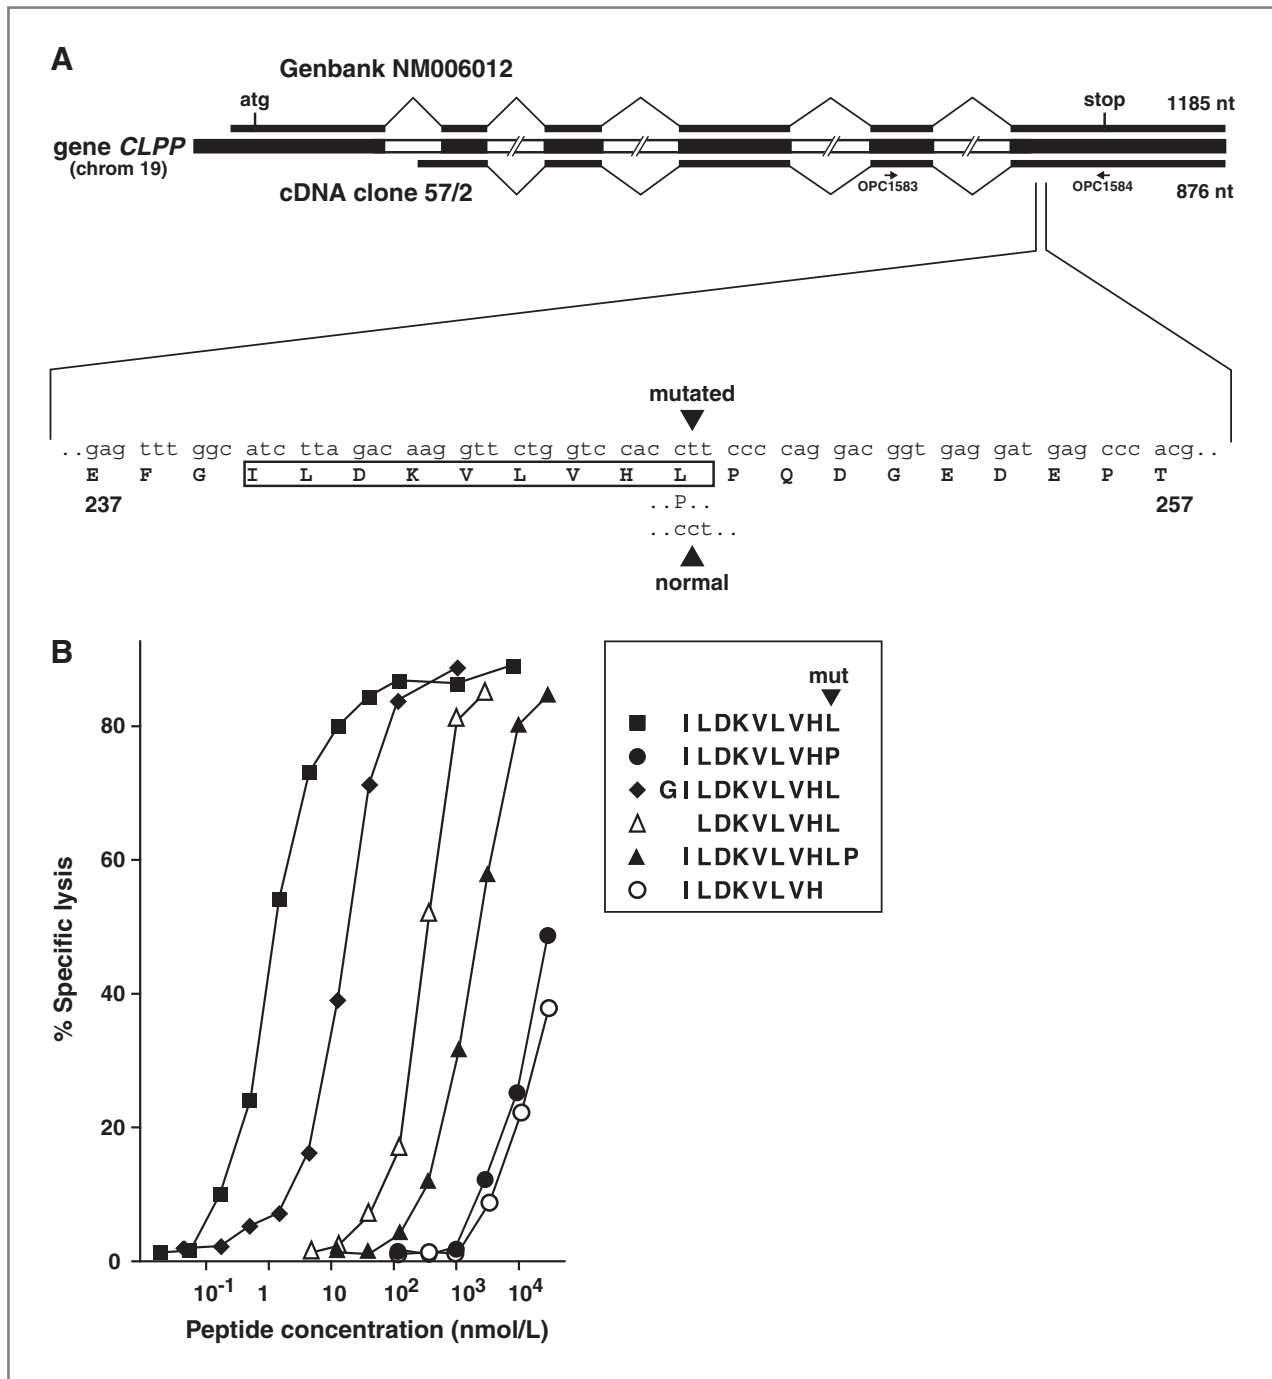 A
Genbank NM006012
atg
stop
1185 nt
gene CLPP
(chrom 19)
OPC1583
OPC1584
cDNA clone 57/2
876 nt
mutated
..gag ttt ggc atc tta gac aag gtt ctg gtc cac ctt ccc cag gac ggt gag gat gag ccc acg..
E F G I L D K V L V H L P Q D G E D E P T
237
..P..
257
..cct..
normal
B
mut
ILDKVLVHL
ILDKVLVHP
GILDKVLVHL
LDKVLVHL
ILDKVLVHLP
ILDKVLVH
% Specific lysis
80
60
40
20
0
10-1 1 10 102 103 104
Peptide concentration (nmol/L)